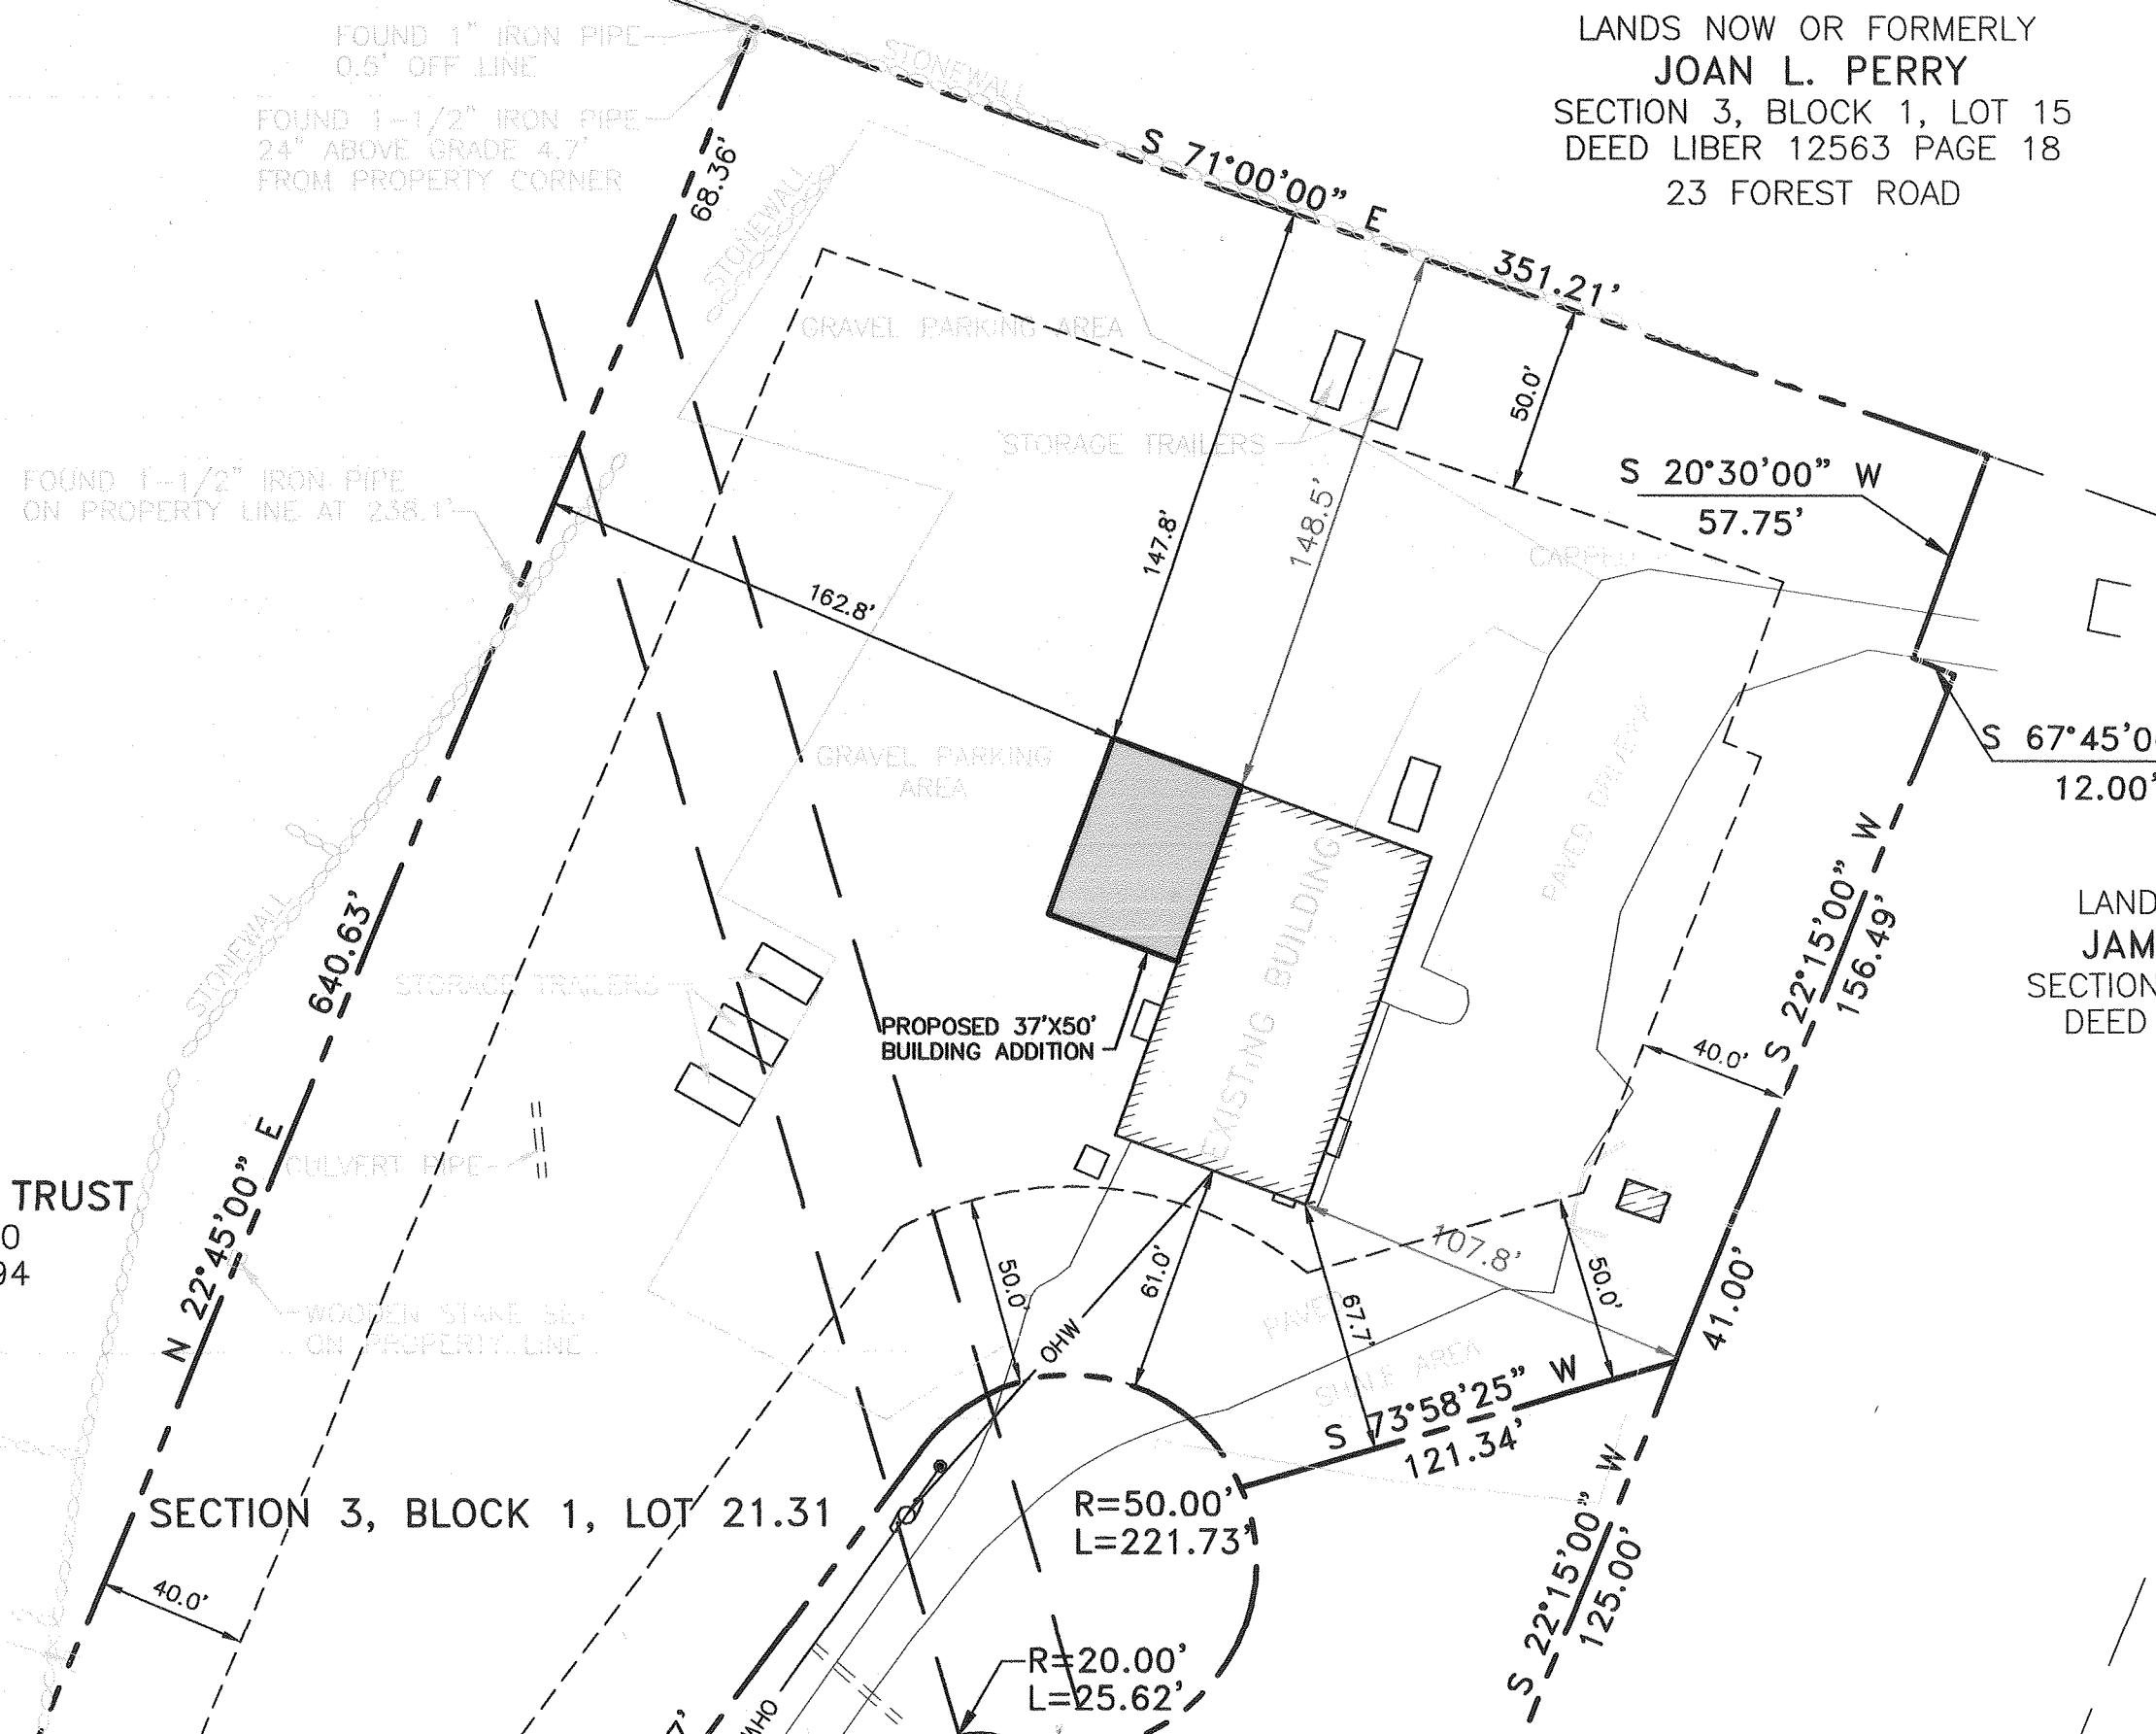 FOUND 1" IRON PIPE
0.5' OFF LINE
FOUND 1-1/2" IRON PIPE
24" ABOVE GRADE 4.7'
FROM PROPERTY CORNER
68.36'
STONEWALL
STONEWALL
S 71°00'00" E
351.21'
LANDS NOW OR FORMERLY
JOAN L. PERRY
SECTION 3, BLOCK 1, LOT 15
DEED LIBER 12563 PAGE 18
23 FOREST ROAD
GRAVEL PARKING AREA
STORAGE TRAILERS
50.0'
147.8'
148.5'
S 20°30'00" W
57.75'
FOUND 1-1/2" IRON PIPE
ON PROPERTY LINE AT 238.1'
162.8'
GRAVEL PARKING
AREA
PAVED
S 67°45'0
12.00'
S 22°15'00" W
156.49'
LAND
JAM
SECTION
DEED
STONEWALL
640.63'
N 22°45'00" E
STORAGE TRAILERS
PROPOSED 37'X50'
BUILDING ADDITION
EXISTING BUILDING
40.0'
CULVERT PIPE
TRUST
0
94
WOODEN STAKE SET
ON PROPERTY LINE
50.0'
61.0'
67.7'
107.8'
50.0'
41.00'
OHW
PAVED
AREA
S 73°58'25" W
121.34'
SECTION 3, BLOCK 1, LOT 21.31
R=50.00'
L=221.73'
S 22°15'00" W
125.00'
40.0'
R=20.00'
L=25.62'
OHW
7'